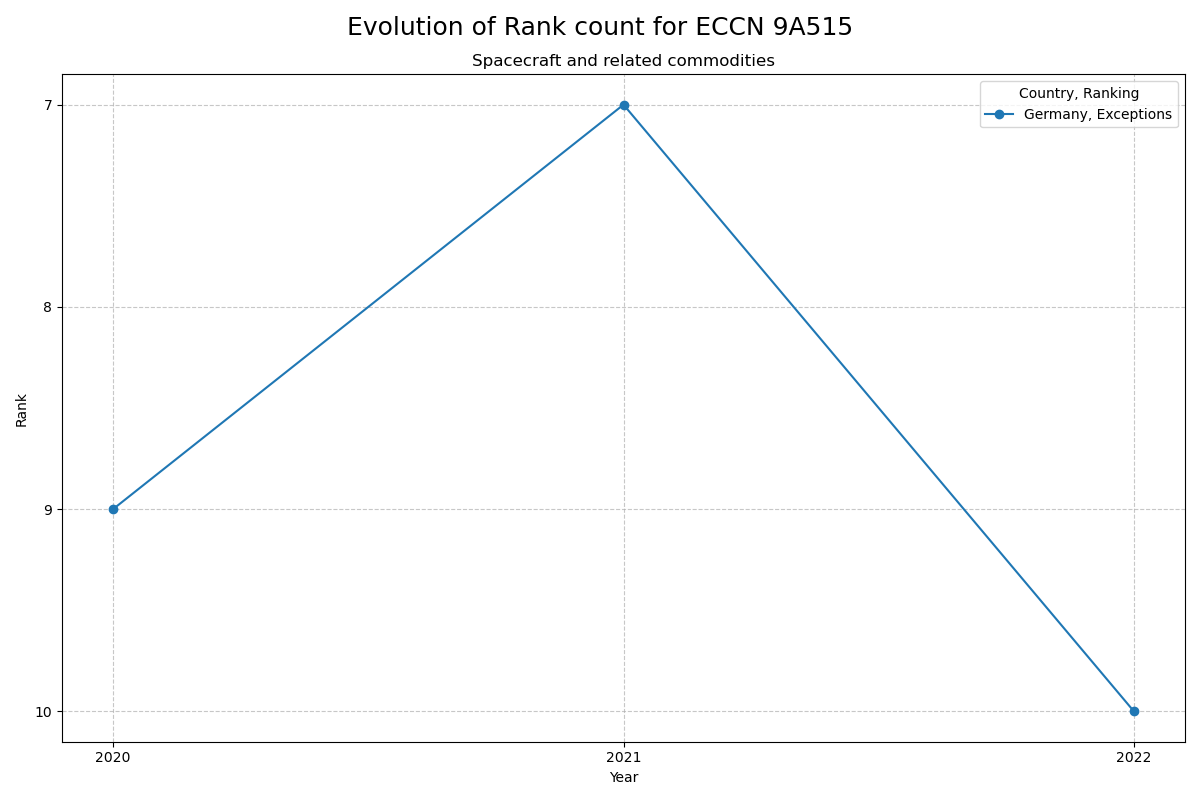 Evolution of Rank count for ECCN 9A515
Spacecraft and related commodities
Country, Ranking
Germany, Exceptions
7
8
9
10
Rank
2020
2021
2022
Year